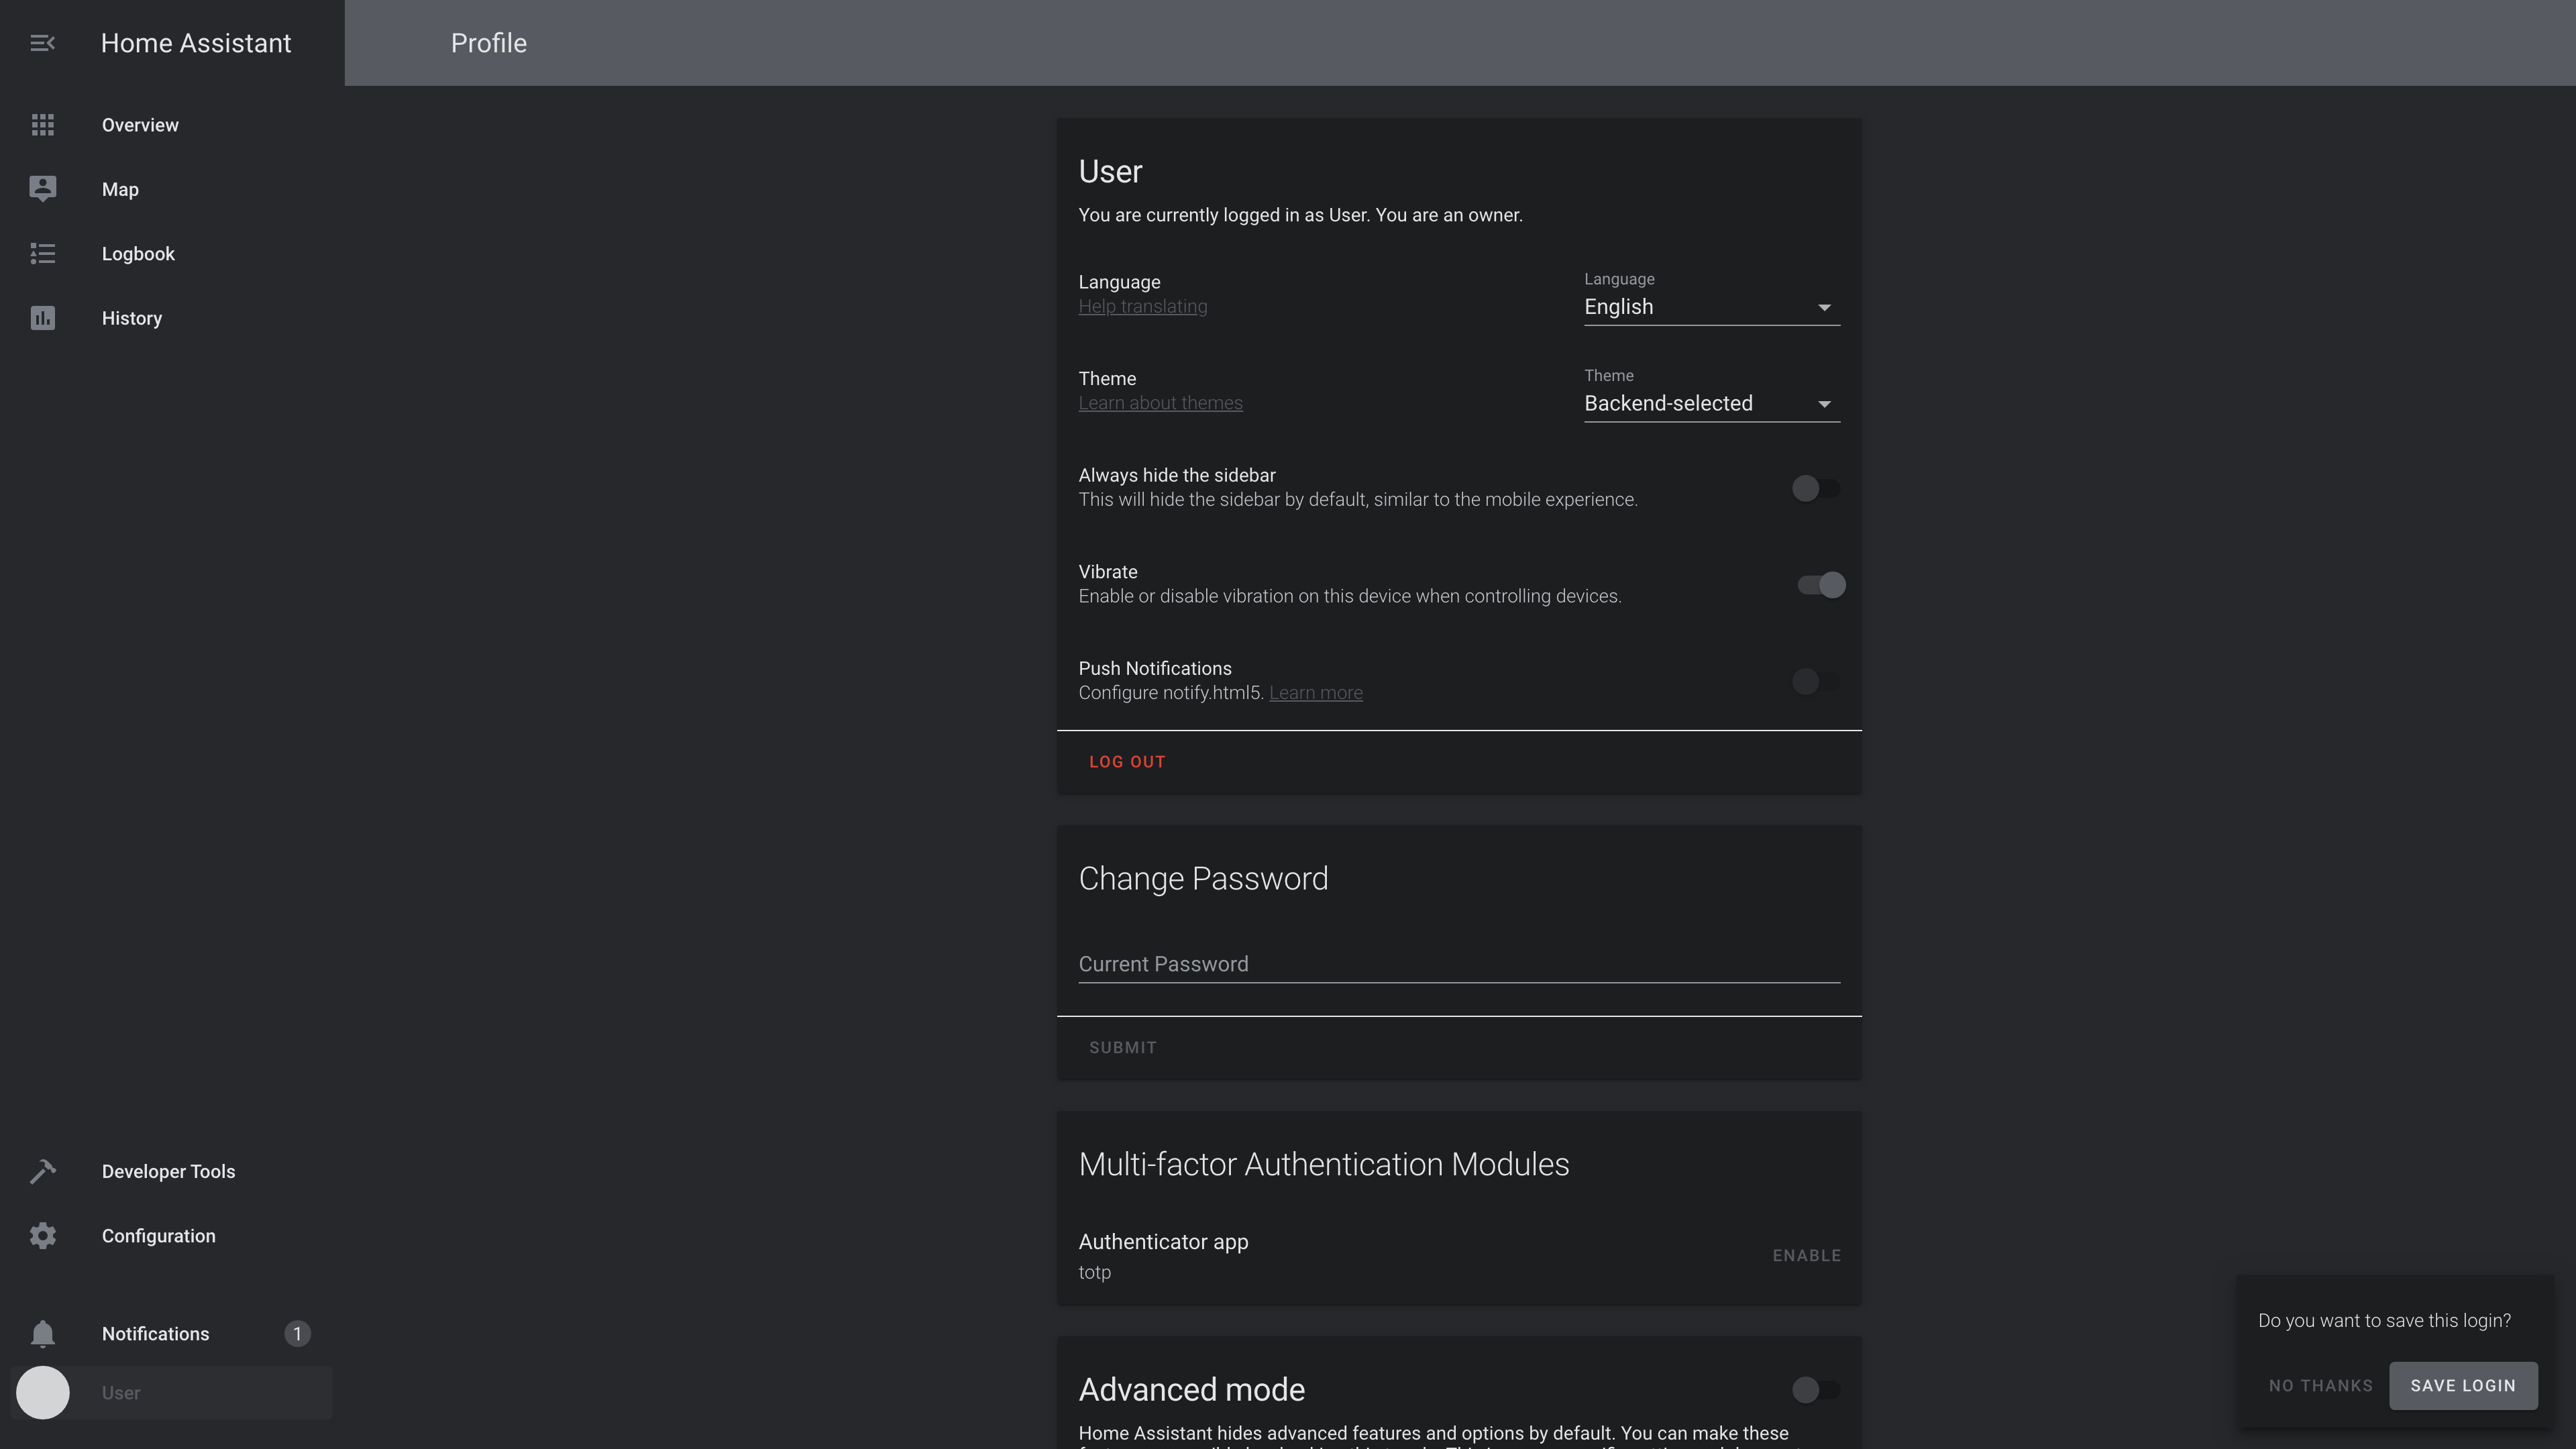 Home Assistant
Profile
Overview
Map
Logbook
History
Developer Tools
Configuration
Notifications
1
User
User
You are currently logged in as User. You are an owner.
Language
Help translating
Language
English
Theme
Learn about themes
Theme
Backend-selected
Always hide the sidebar
This will hide the sidebar by default, similar to the mobile experience.
Vibrate
Enable or disable vibration on this device when controlling devices.
Push Notifications
Configure notify.html5. Learn more
LOG OUT
Change Password
Current Password
SUBMIT
Multi-factor Authentication Modules
Authenticator app
totp
ENABLE
Advanced mode
Home Assistant hides advanced features and options by default. You can make these
Do you want to save this login?
NO THANKS
SAVE LOGIN